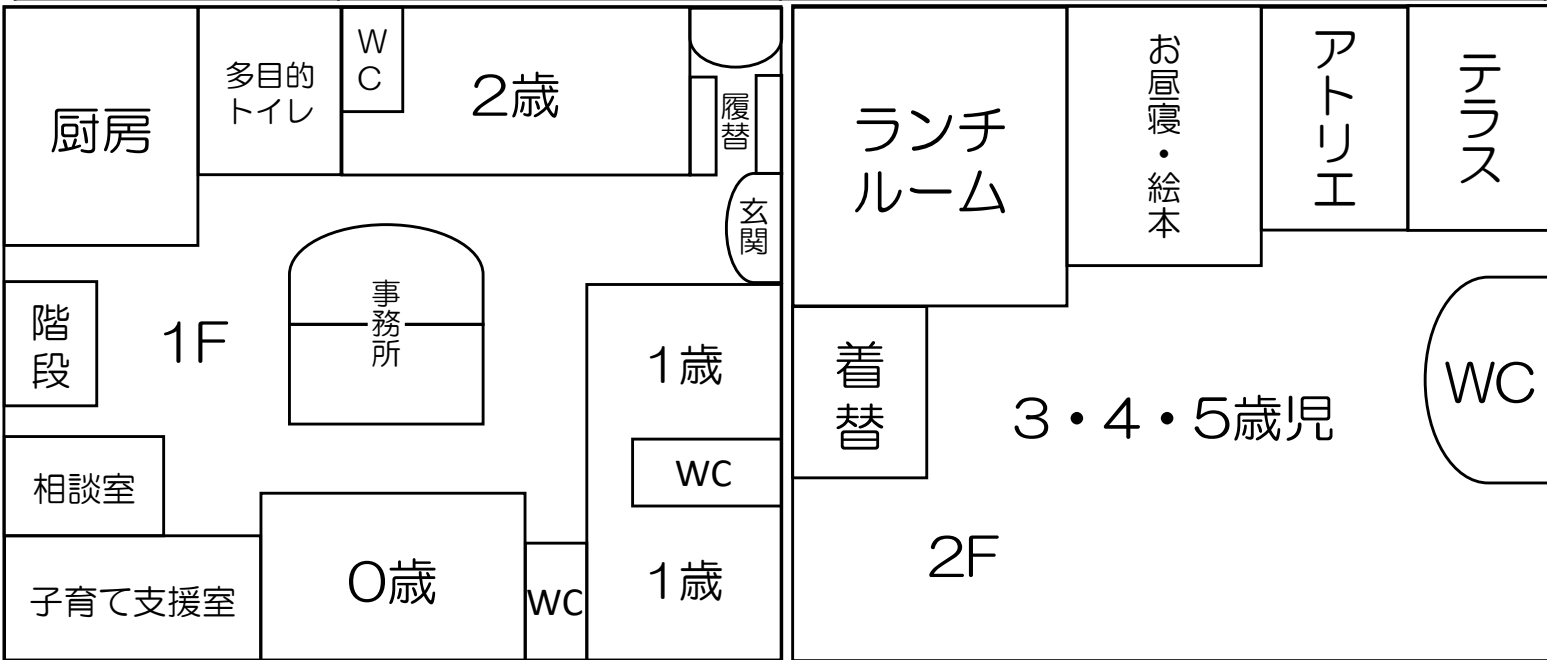 厨房
多目的
トイレ
WC
2歳
履替
玄関
階段
1F
事務所
1歳
WC
1歳
相談室
子育て支援室
0歳
WC
ランチ
ルーム
お昼寝・絵本
アトリエ
テラス
着替
3・4・5歳児
WC
2F